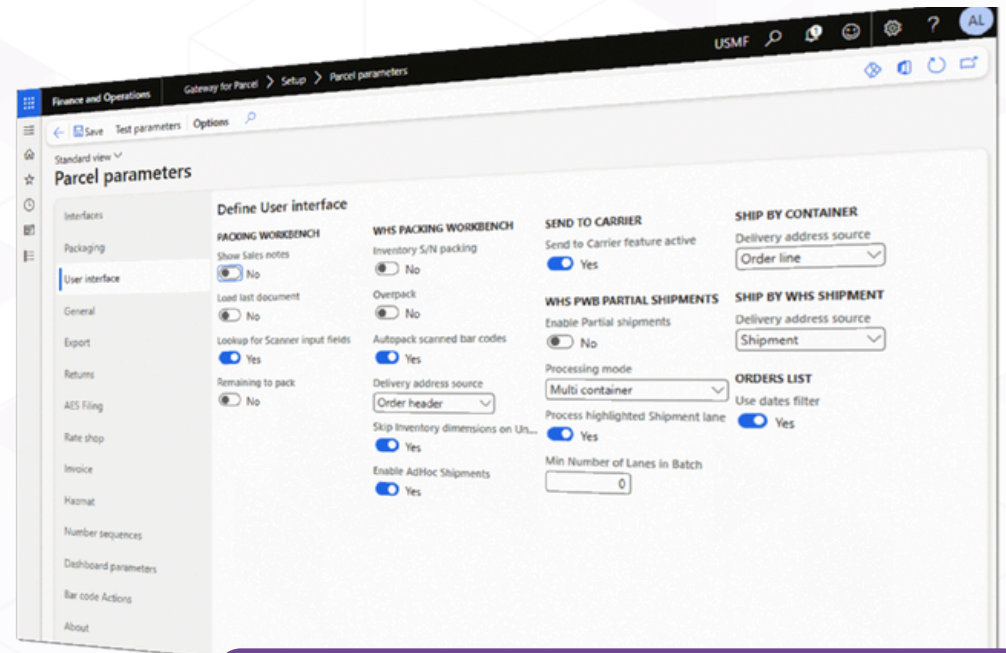 USMF
1
?
AL
Finance and Operations
Gateway for Parcel > Setup > Parcel parameters
Save Test parameters Options
Standard view
Parcel parameters
Interfaces
Packaging
User interface
General
Export
Returns
AES Filing
Rate shop
Invoice
Hazmat
Number sequences
Dashboard parameters
Bar code Actions
About
Define User interface
PACKING WORKBENCH
Show Sales notes
No
Load last document
No
Lookup for Scanner input fields
Yes
Remaining to pack
No
WHS PACKING WORKBENCH
Inventory S/N packing
No
Overpack
No
Autopack scanned bar codes
Yes
Delivery address source
Order header
Skip Inventory dimensions on Un...
Yes
Enable AdHoc Shipments
Yes
SEND TO CARRIER
Send to Carrier feature active
Yes
WHS PWB PARTIAL SHIPMENTS
Enable Partial shipments
No
Processing mode
Multi container
Process highlighted Shipment lane
Yes
Min Number of Lanes in Batch
0
SHIP BY CONTAINER
Delivery address source
Order line
SHIP BY WHS SHIPMENT
Delivery address source
Shipment
ORDERS LIST
Use dates filter
Yes